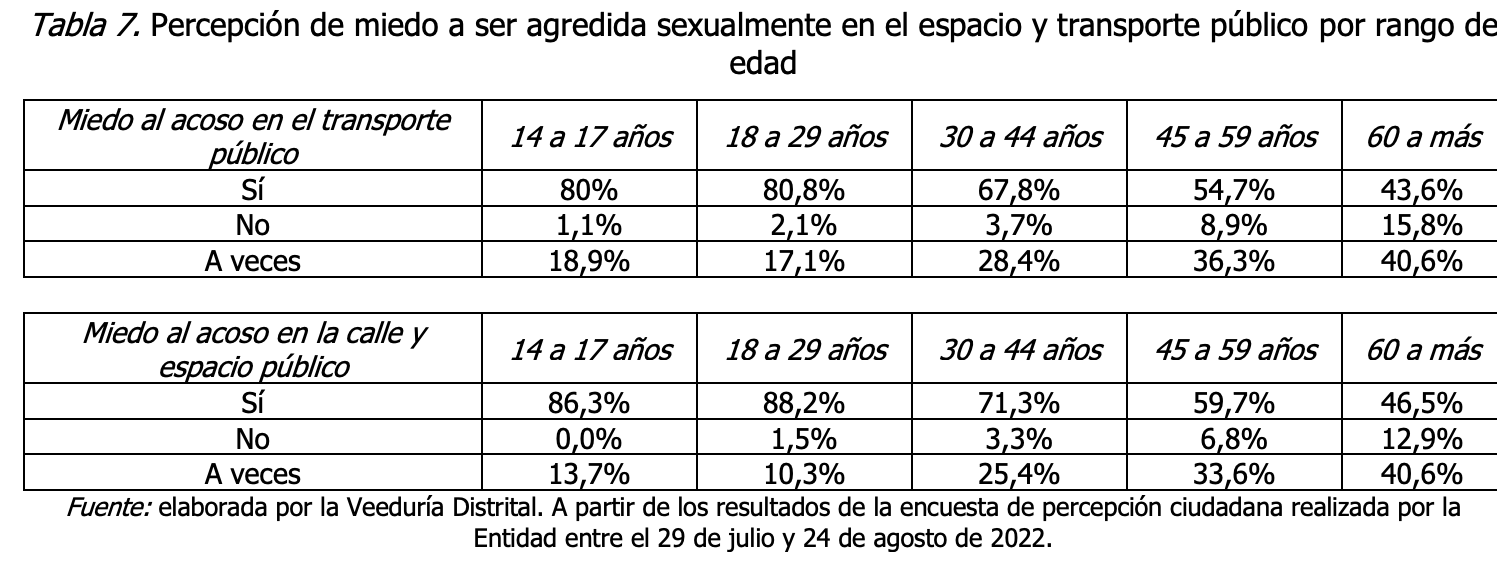 Tabla 7. Percepción de miedo a ser agredida sexualmente en el espacio y transporte público por rango de
edad
Miedo al acoso en el transporte
público
14 a 17 años
18 a 29 años
30 a 44 años
45 a 59 años
60 a más
Sí 80% 80,8% 67,8% 54,7% 43,6%
No 1,1% 2,1% 3,7% 8,9% 15,8%
A veces 18,9% 17,1% 28,4% 36,3% 40,6%
Miedo al acoso en la calle y
espacio público
14 a 17 años
18 a 29 años
30 a 44 años
45 a 59 años
60 a más
Sí 86,3% 88,2% 71,3% 59,7% 46,5%
No 0,0% 1,5% 3,3% 6,8% 12,9%
A veces 13,7% 10,3% 25,4% 33,6% 40,6%
Fuente: elaborada por la Veeduría Distrital. A partir de los resultados de la encuesta de percepción ciudadana realizada por la
Entidad entre el 29 de julio y 24 de agosto de 2022.